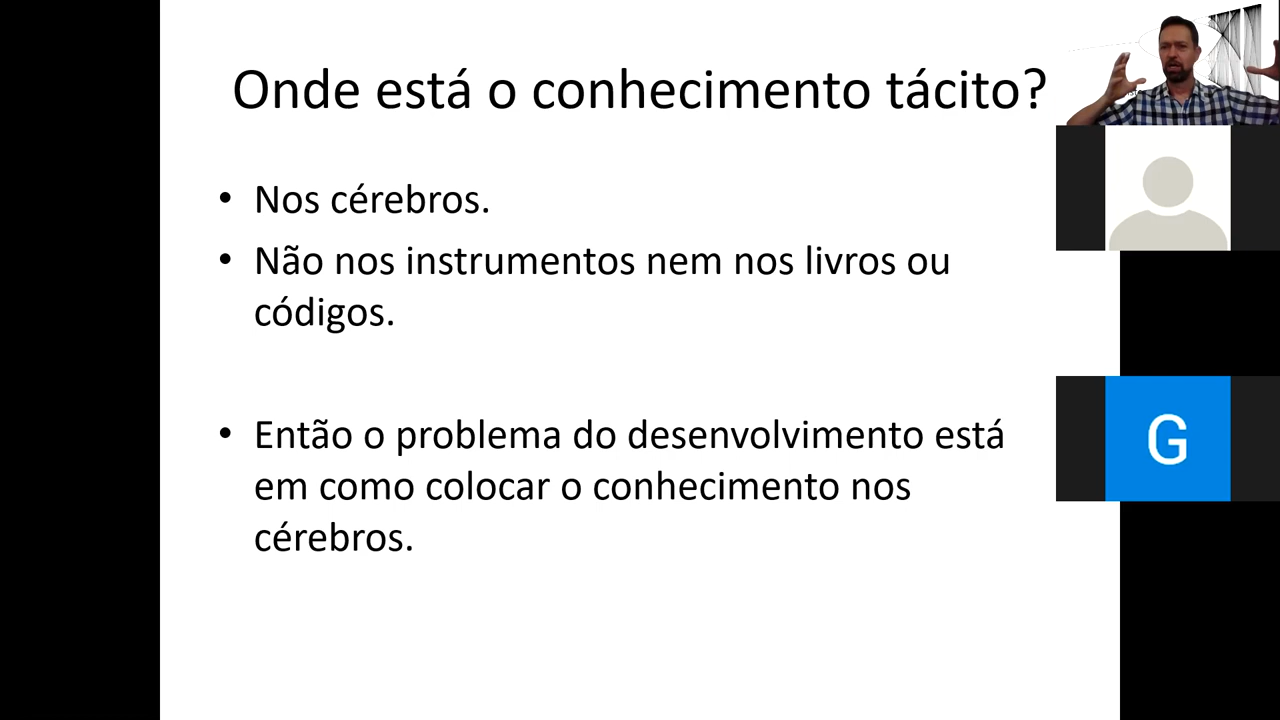 Onde está o conhecimento tácito?
• Nos cérebros.
• Não nos instrumentos nem nos livros ou
códigos.
• Então o problema do desenvolvimento está
em como colocar o conhecimento nos
cérebros.
G